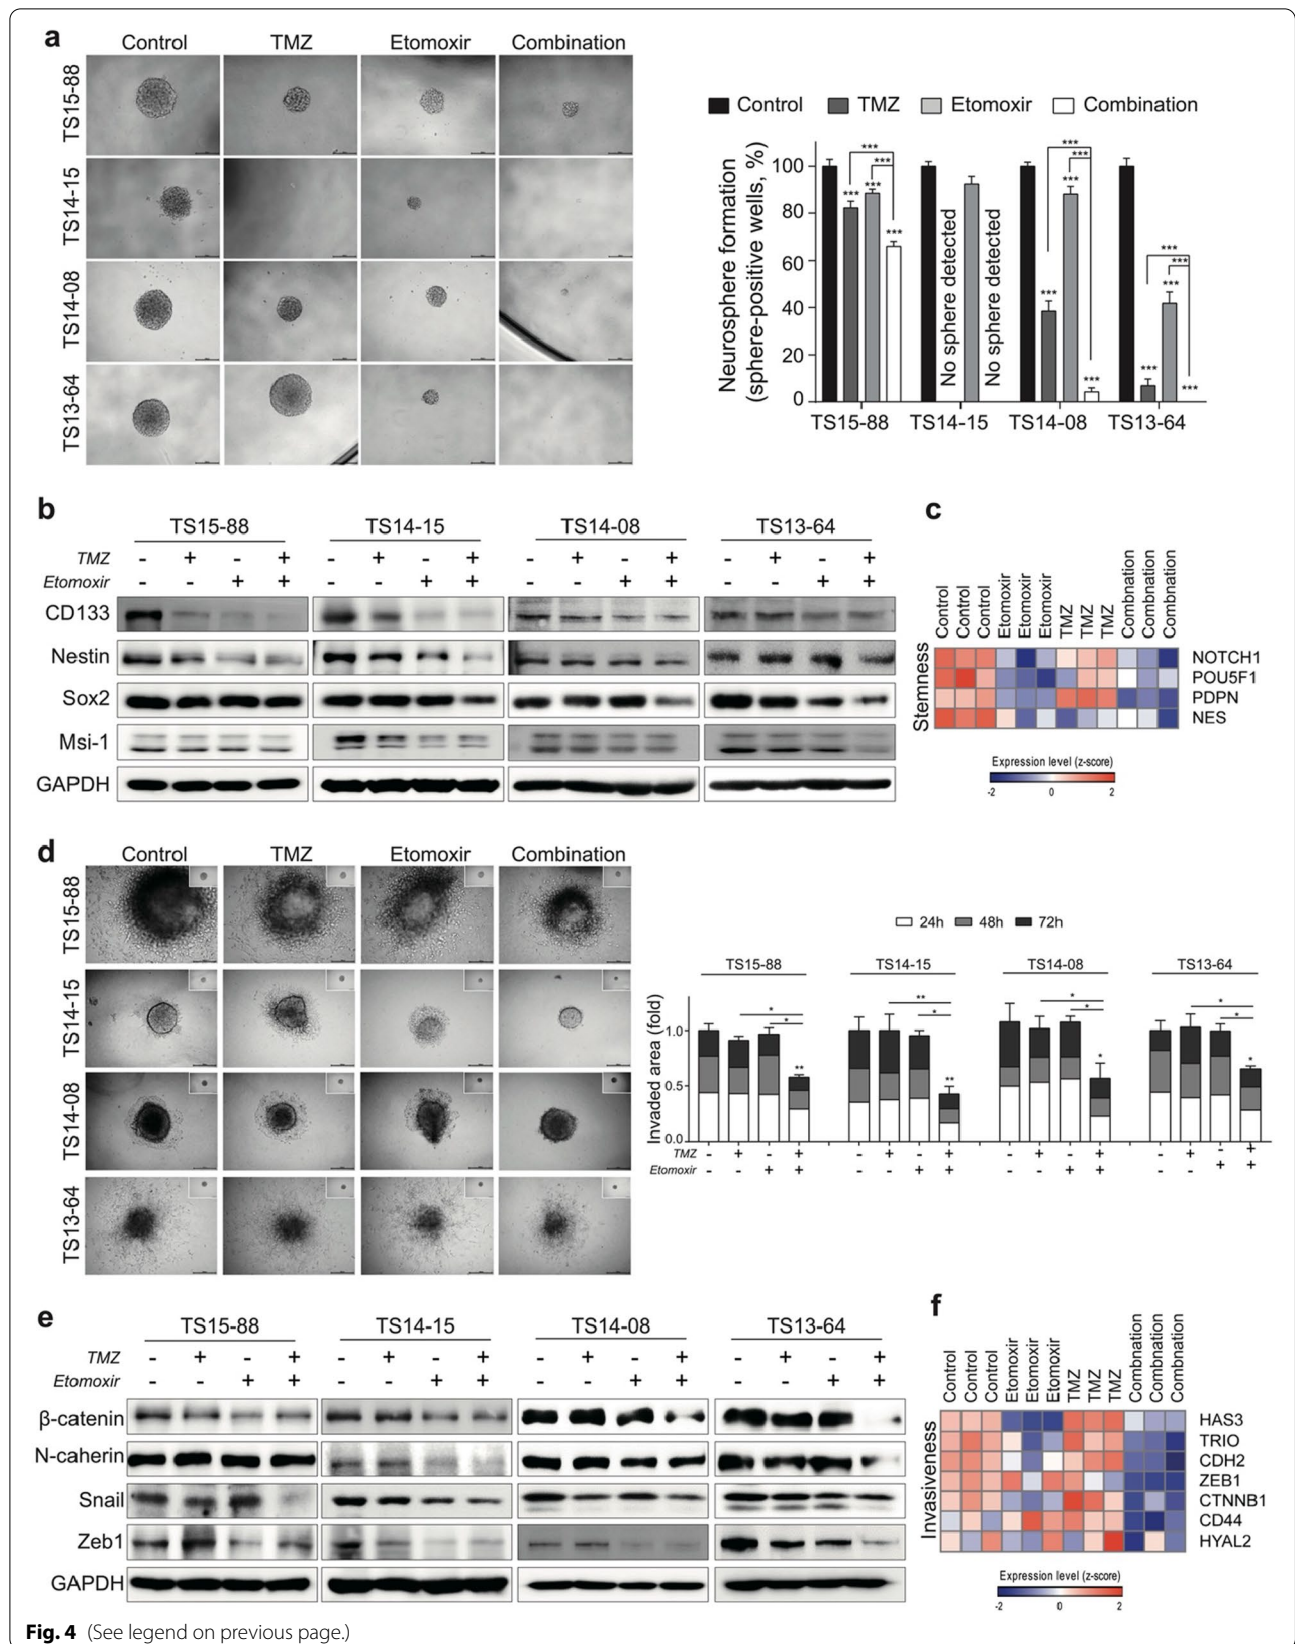 a
Control TMZ Etomoxir Combination
TS15-88
TS14-15
TS14-08
TS13-64
Control TMZ Etomoxir Combination
Neurosphere formation
(sphere-positive wells, %)
100
80
60
40
20
0
***
***
***
***
***
No sphere detected
No sphere detected
***
***
***
***
***
***
***
***
***
***
TS15-88 TS14-15 TS14-08 TS13-64
b
TS15-88 TS14-15 TS14-08 TS13-64
TMZ - + - + - + - + - + - + - + - +
Etomoxir - - + + - - + + - - + + - - + +
CD133
Nestin
Sox2
Msi-1
GAPDH
c
Control Control Control Etomoxir Etomoxir Etomoxir TMZ TMZ TMZ Combnation Combnation Combnation
Stemness
NOTCH1
POU5F1
PDPN
NES
Expression level (z-score)
-2 0 2
d
Control TMZ Etomoxir Combination
TS15-88
TS14-15
TS14-08
TS13-64
24h 48h 72h
TS15-88 TS14-15 TS14-08 TS13-64
Invaded area (fold)
1.0
0.5
0.0
* * **
** * **
* * *
* * *
TMZ - + - + - + - + - + - + - + - +
Etomoxir - - + + - - + + - - + + - - + +
e
TS15-88 TS14-15 TS14-08 TS13-64
TMZ - + - + - + - + - + - + - + - +
Etomoxir - - + + - - + + - - + + - - + +
β-catenin
N-caherin
Snail
Zeb1
GAPDH
f
Control Control Control Etomoxir Etomoxir Etomoxir TMZ TMZ TMZ Combnation Combnation Combnation
Invasiveness
HAS3
TRIO
CDH2
ZEB1
CTNNB1
CD44
HYAL2
Expression level (z-score)
-2 0 2
Fig. 4 (See legend on previous page.)